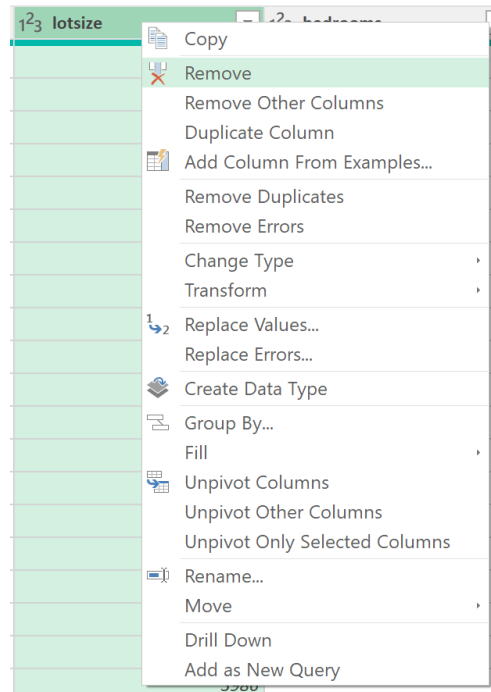 1²3 lotsize
Copy
Remove
Remove Other Columns
Duplicate Column
Add Column From Examples...
Remove Duplicates
Remove Errors
Change Type
Transform
Replace Values...
Replace Errors...
Create Data Type
Group By...
Fill
Unpivot Columns
Unpivot Other Columns
Unpivot Only Selected Columns
Rename...
Move
Drill Down
Add as New Query